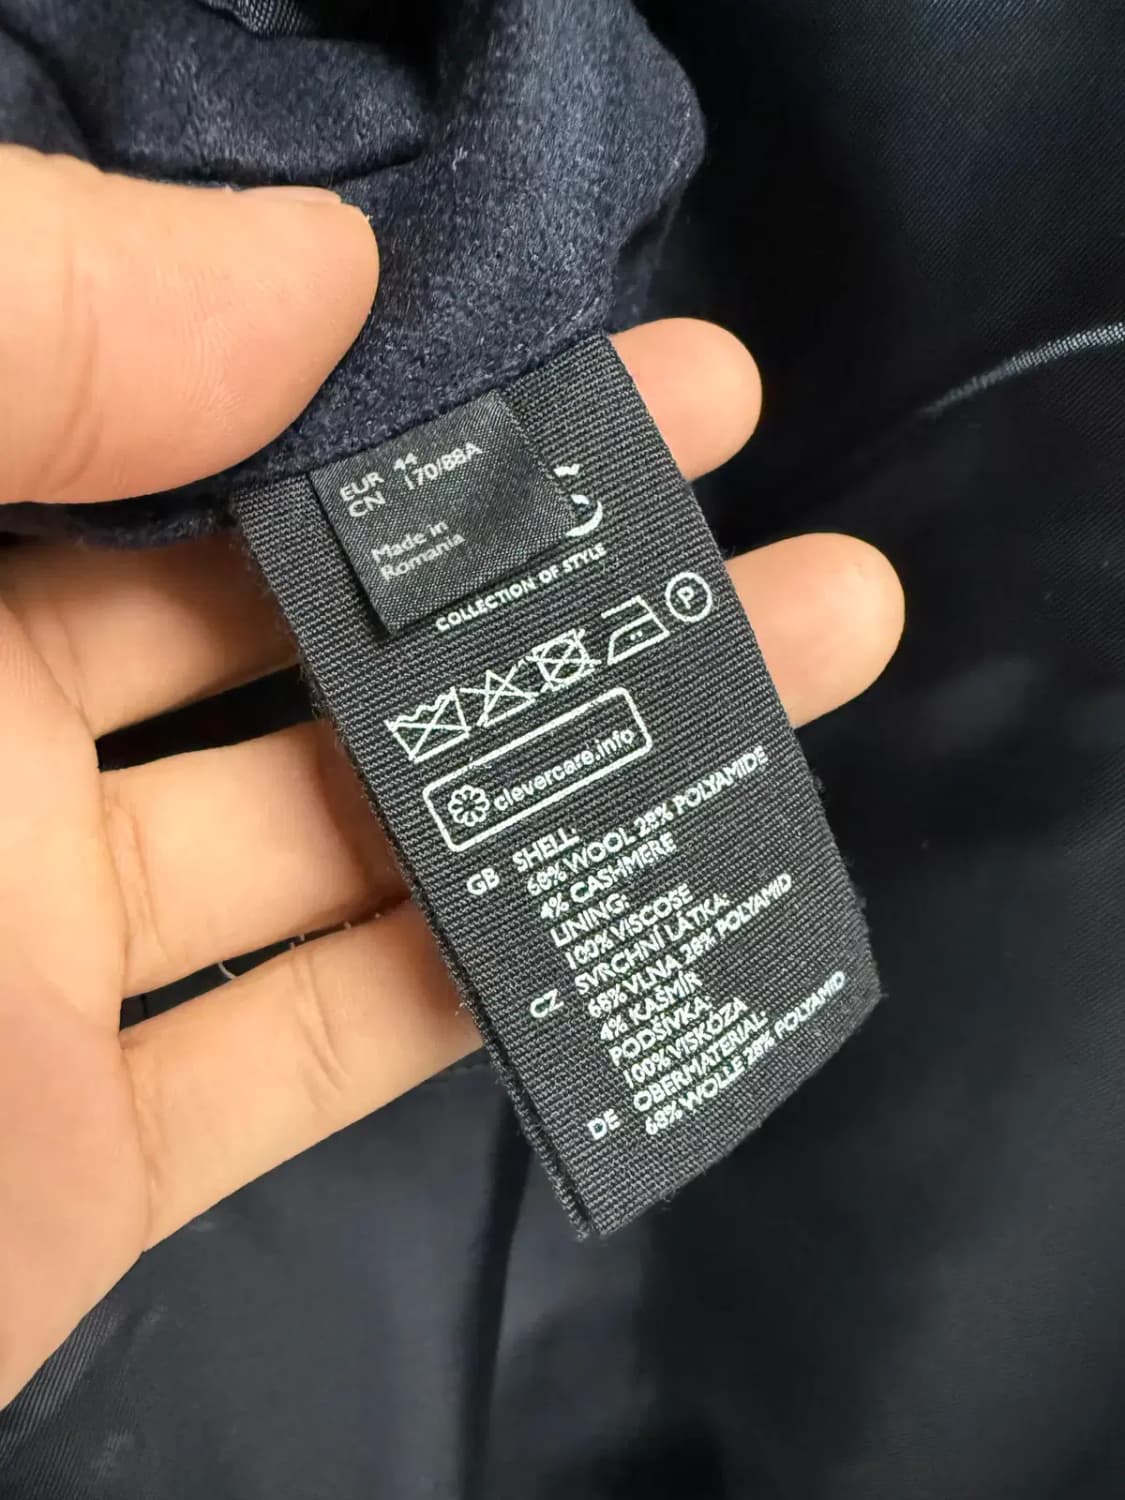 EUR 44
CN 170/88A
Made in
Romania
COLLECTION OF STYLE
P
clevercare.info
GB SHELL:
68% WOOL 28% POLYAMIDE
4% CASHMERE
LINING:
100% VISCOSE
CZ SVRCHNÍ LÁTKA:
68% VLNA 28% POLYAMID
4% KAŠMÍR
PODŠÍVKA:
100% VISKÓZA
DE OBERMATERIAL:
68% WOLLE 28% POLYAMID